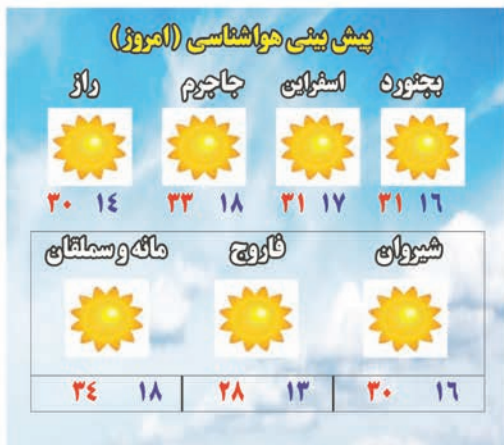 پیش بینی هواشناسی (امروز)
بجنورد اسفراین جاجرم راز
۱۶ ۳۱ ۱۷ ۳۱ ۱۸ ۳۳ ۱۴ ۳۰
شیروان فاروج مانه و سملقان
۱۶ ۳۰ ۱۳ ۲۸ ۱۸ ۳۴